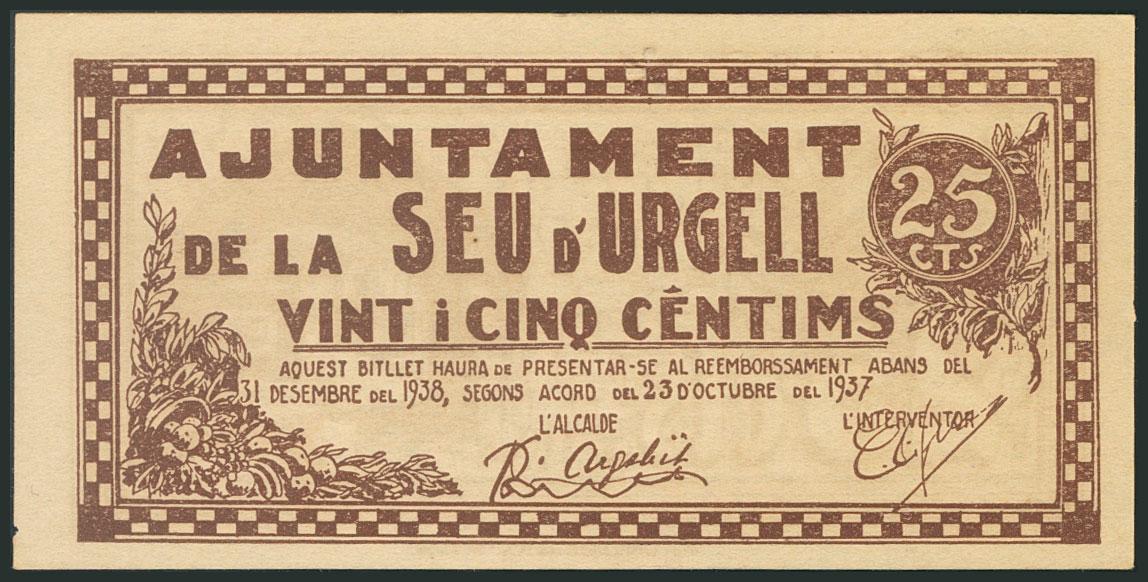 AJUNTAMENT
DE LA SEU D'URGELL
25
CTS
VINT i CINQ CÊNTIMS
AQUEST BITLLET HAURA DE PRESENTAR-SE AL REEMBORSSAMENT ABANS DEL
31 DESEMBRE DEL 1938, SEGONS ACORD DEL 23 D'OCTUBRE DEL 1937
L'ALCALDE
L'INTERVENTOR